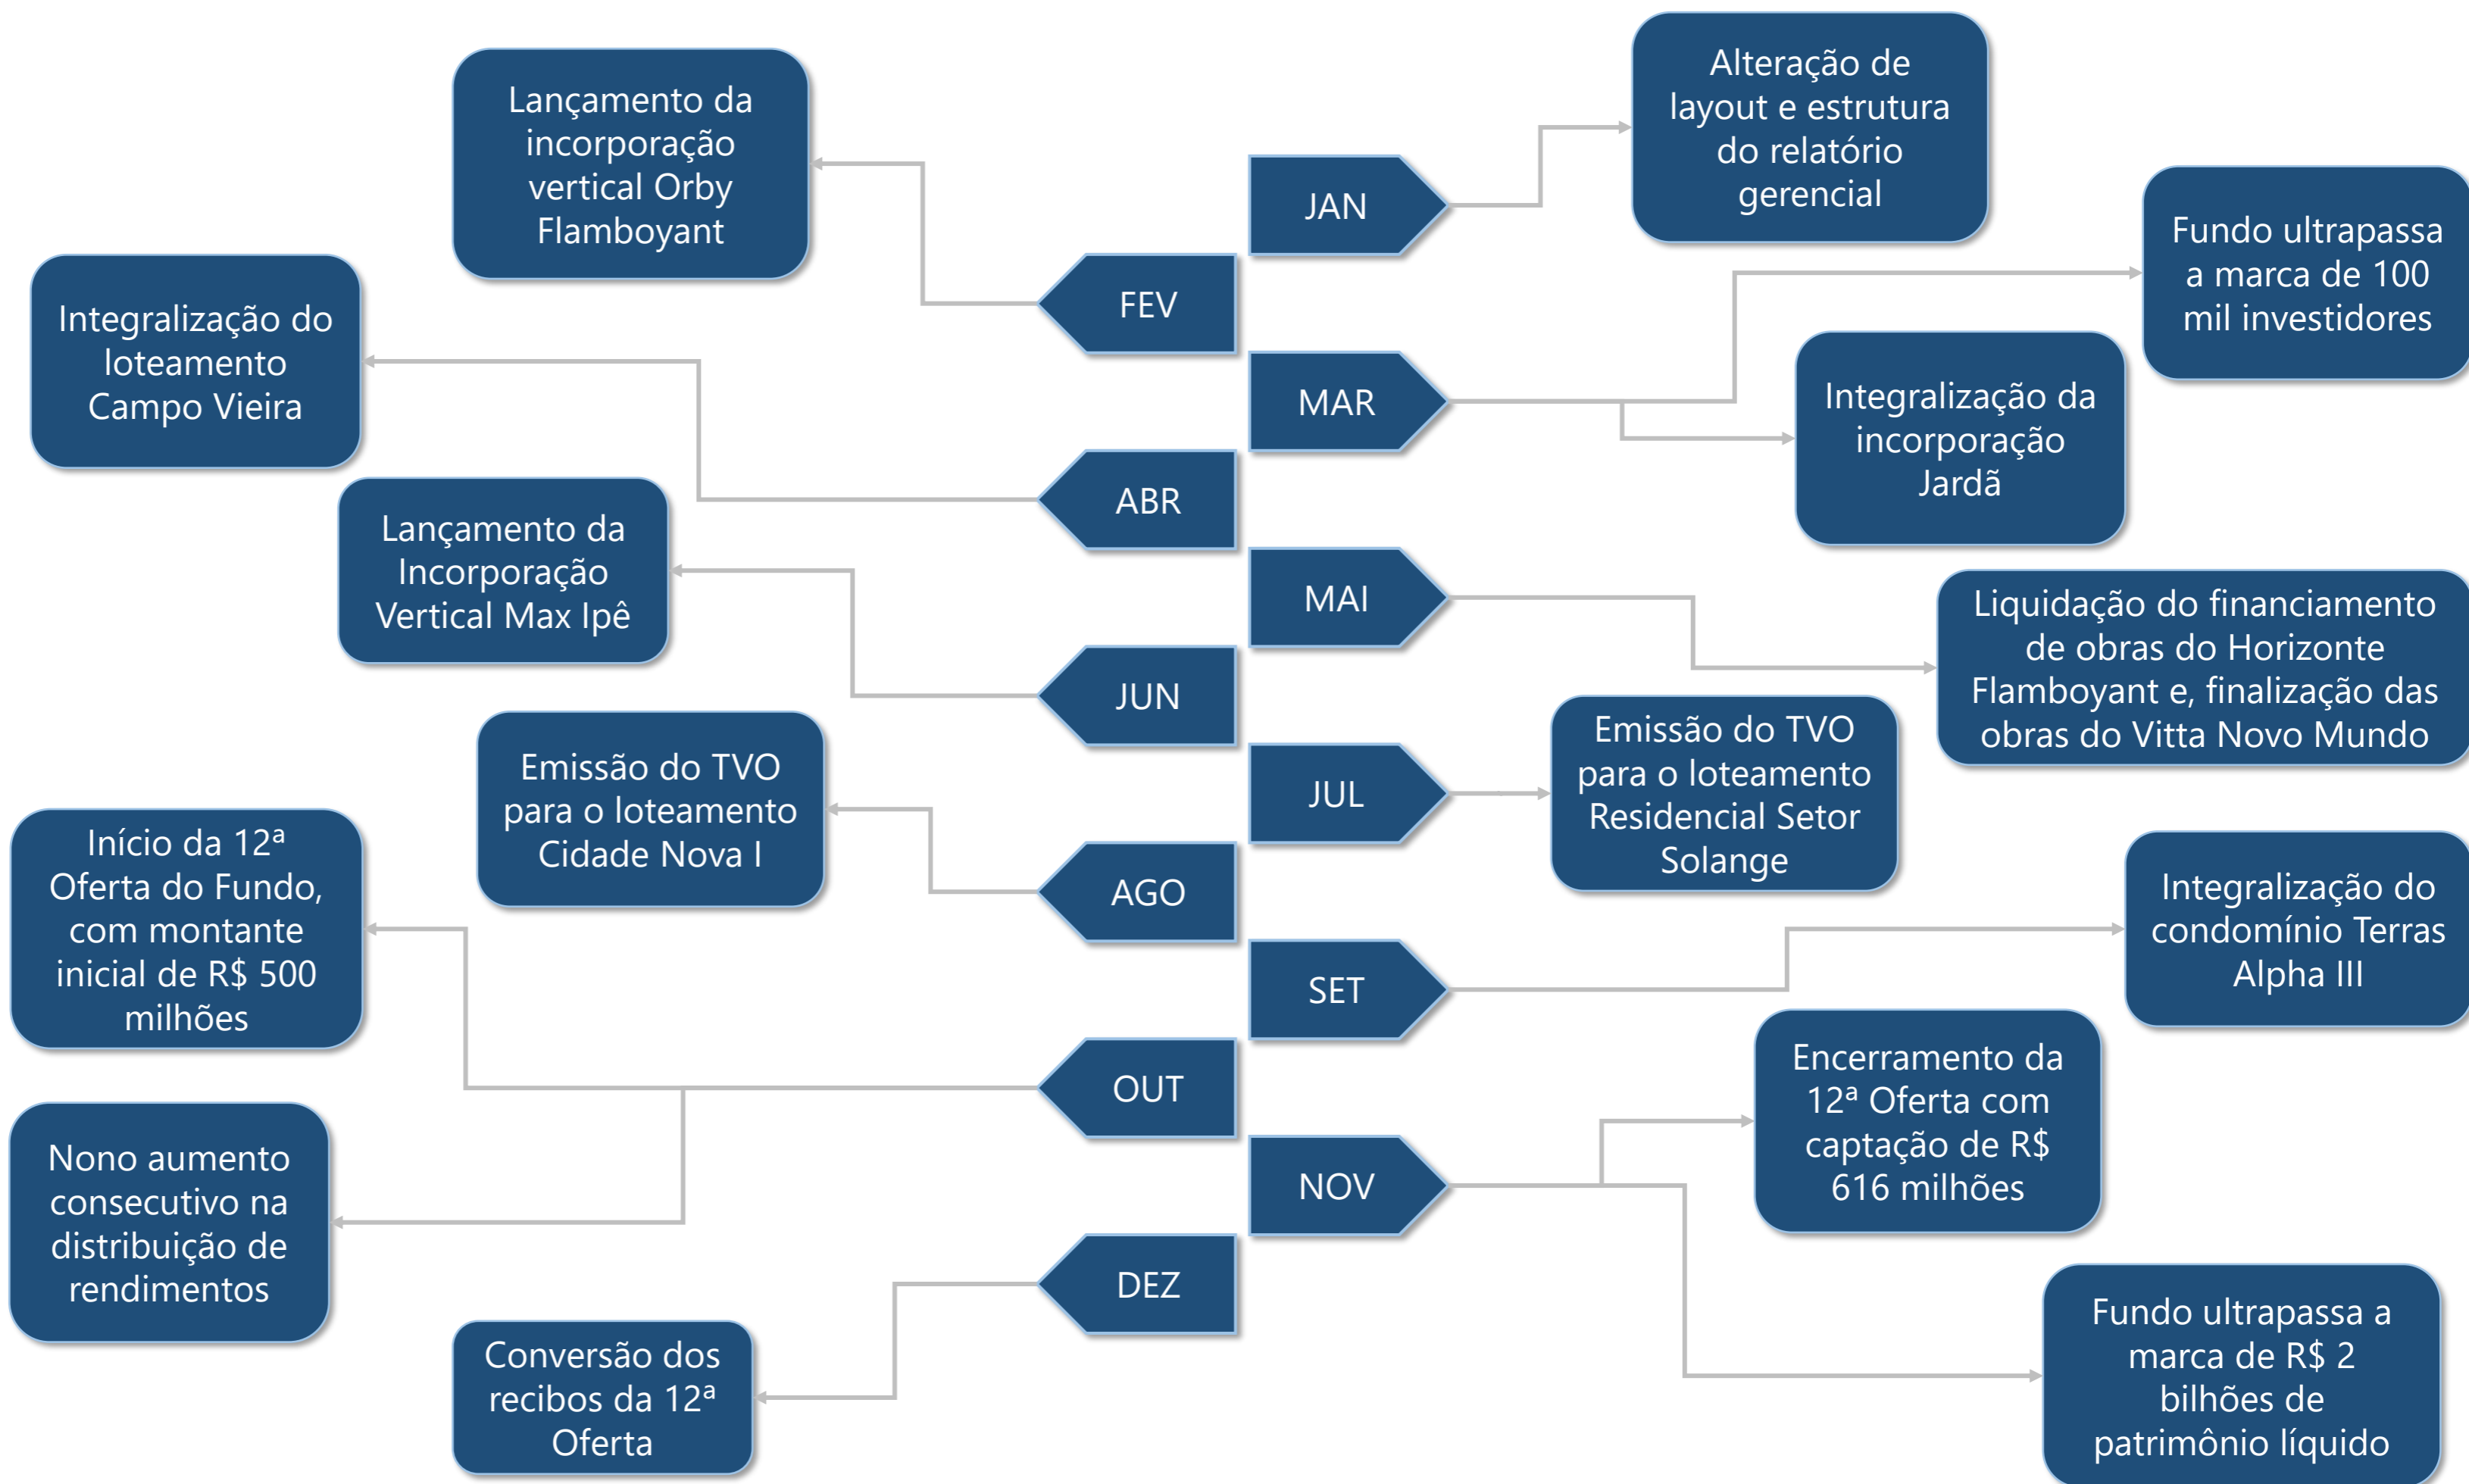 JAN
Alteração de
layout e estrutura
do relatório
gerencial
FEV
Lançamento da
incorporação
vertical Orby
Flamboyant
MAR
Fundo ultrapassa
a marca de 100
mil investidores
Integralização da
incorporação
Jardã
ABR
Integralização do
loteamento
Campo Vieira
MAI
Liquidação do financiamento
de obras do Horizonte
Flamboyant e, finalização das
obras do Vitta Novo Mundo
JUN
Lançamento da
Incorporação
Vertical Max Ipê
JUL
Emissão do TVO
para o loteamento
Residencial Setor
Solange
AGO
Emissão do TVO
para o loteamento
Cidade Nova I
SET
Integralização do
condomínio Terras
Alpha III
OUT
Início da 12ª
Oferta do Fundo,
com montante
inicial de R$ 500
milhões
Nono aumento
consecutivo na
distribuição de
rendimentos
NOV
Encerramento da
12ª Oferta com
captação de R$
616 milhões
Fundo ultrapassa a
marca de R$ 2
bilhões de
patrimônio líquido
DEZ
Conversão dos
recibos da 12ª
Oferta